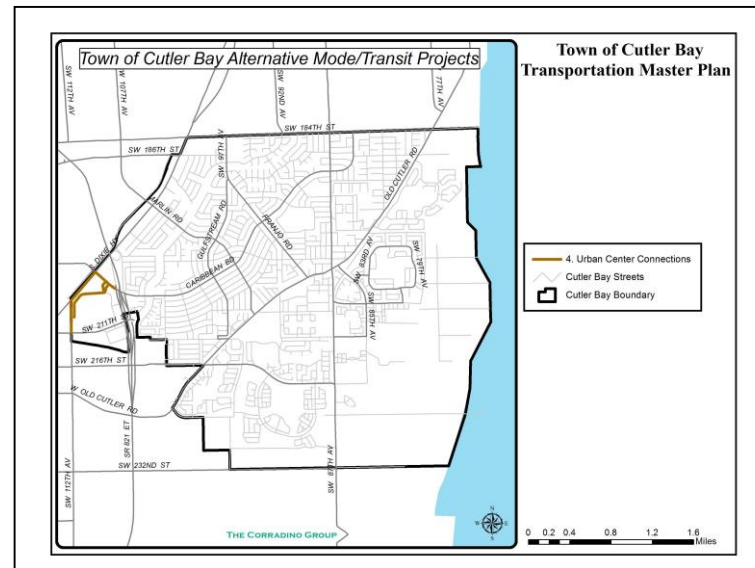 Town of Cutler Bay Alternative Mode/Transit Projects
Town of Cutler Bay
Transportation Master Plan
SW 112TH AV
SW 107TH AV
SW 92ND AV
77TH AV
SW 184TH ST
SW 186TH ST
SW 97TH AV
OLD CUTLER RD
MARLIN RD
GULFSTREAM RD
FRANJO RD
S DIXIE HY
CARIBBEAN BD
SW 83RD AV
SW 79TH AV
SW 85TH AV
SW 211TH ST
SW 216TH ST
W OLD CUTLER RD
SR 821 ET
SW 112TH AV
SW 87TH AV
SW 232ND ST
4. Urban Center Connections
Cutler Bay Streets
Cutler Bay Boundary
N
W E
S
THE CORRADINO GROUP
0 0.2 0.4 0.8 1.2 1.6
Miles